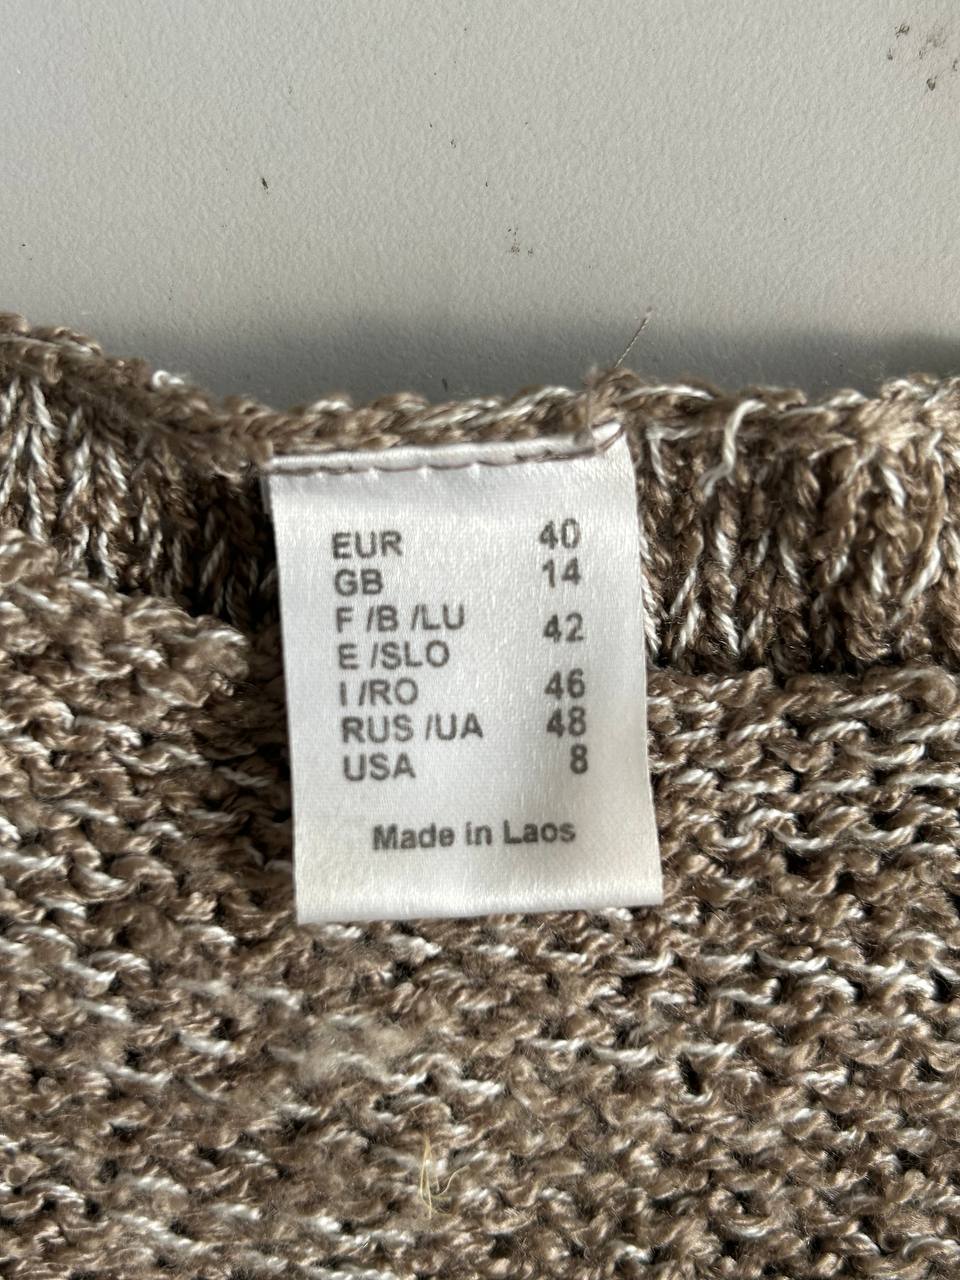 EUR 40
GB 14
F /B /LU 42
E /SLO
I /RO 46
RUS /UA 48
USA 8
Made in Laos